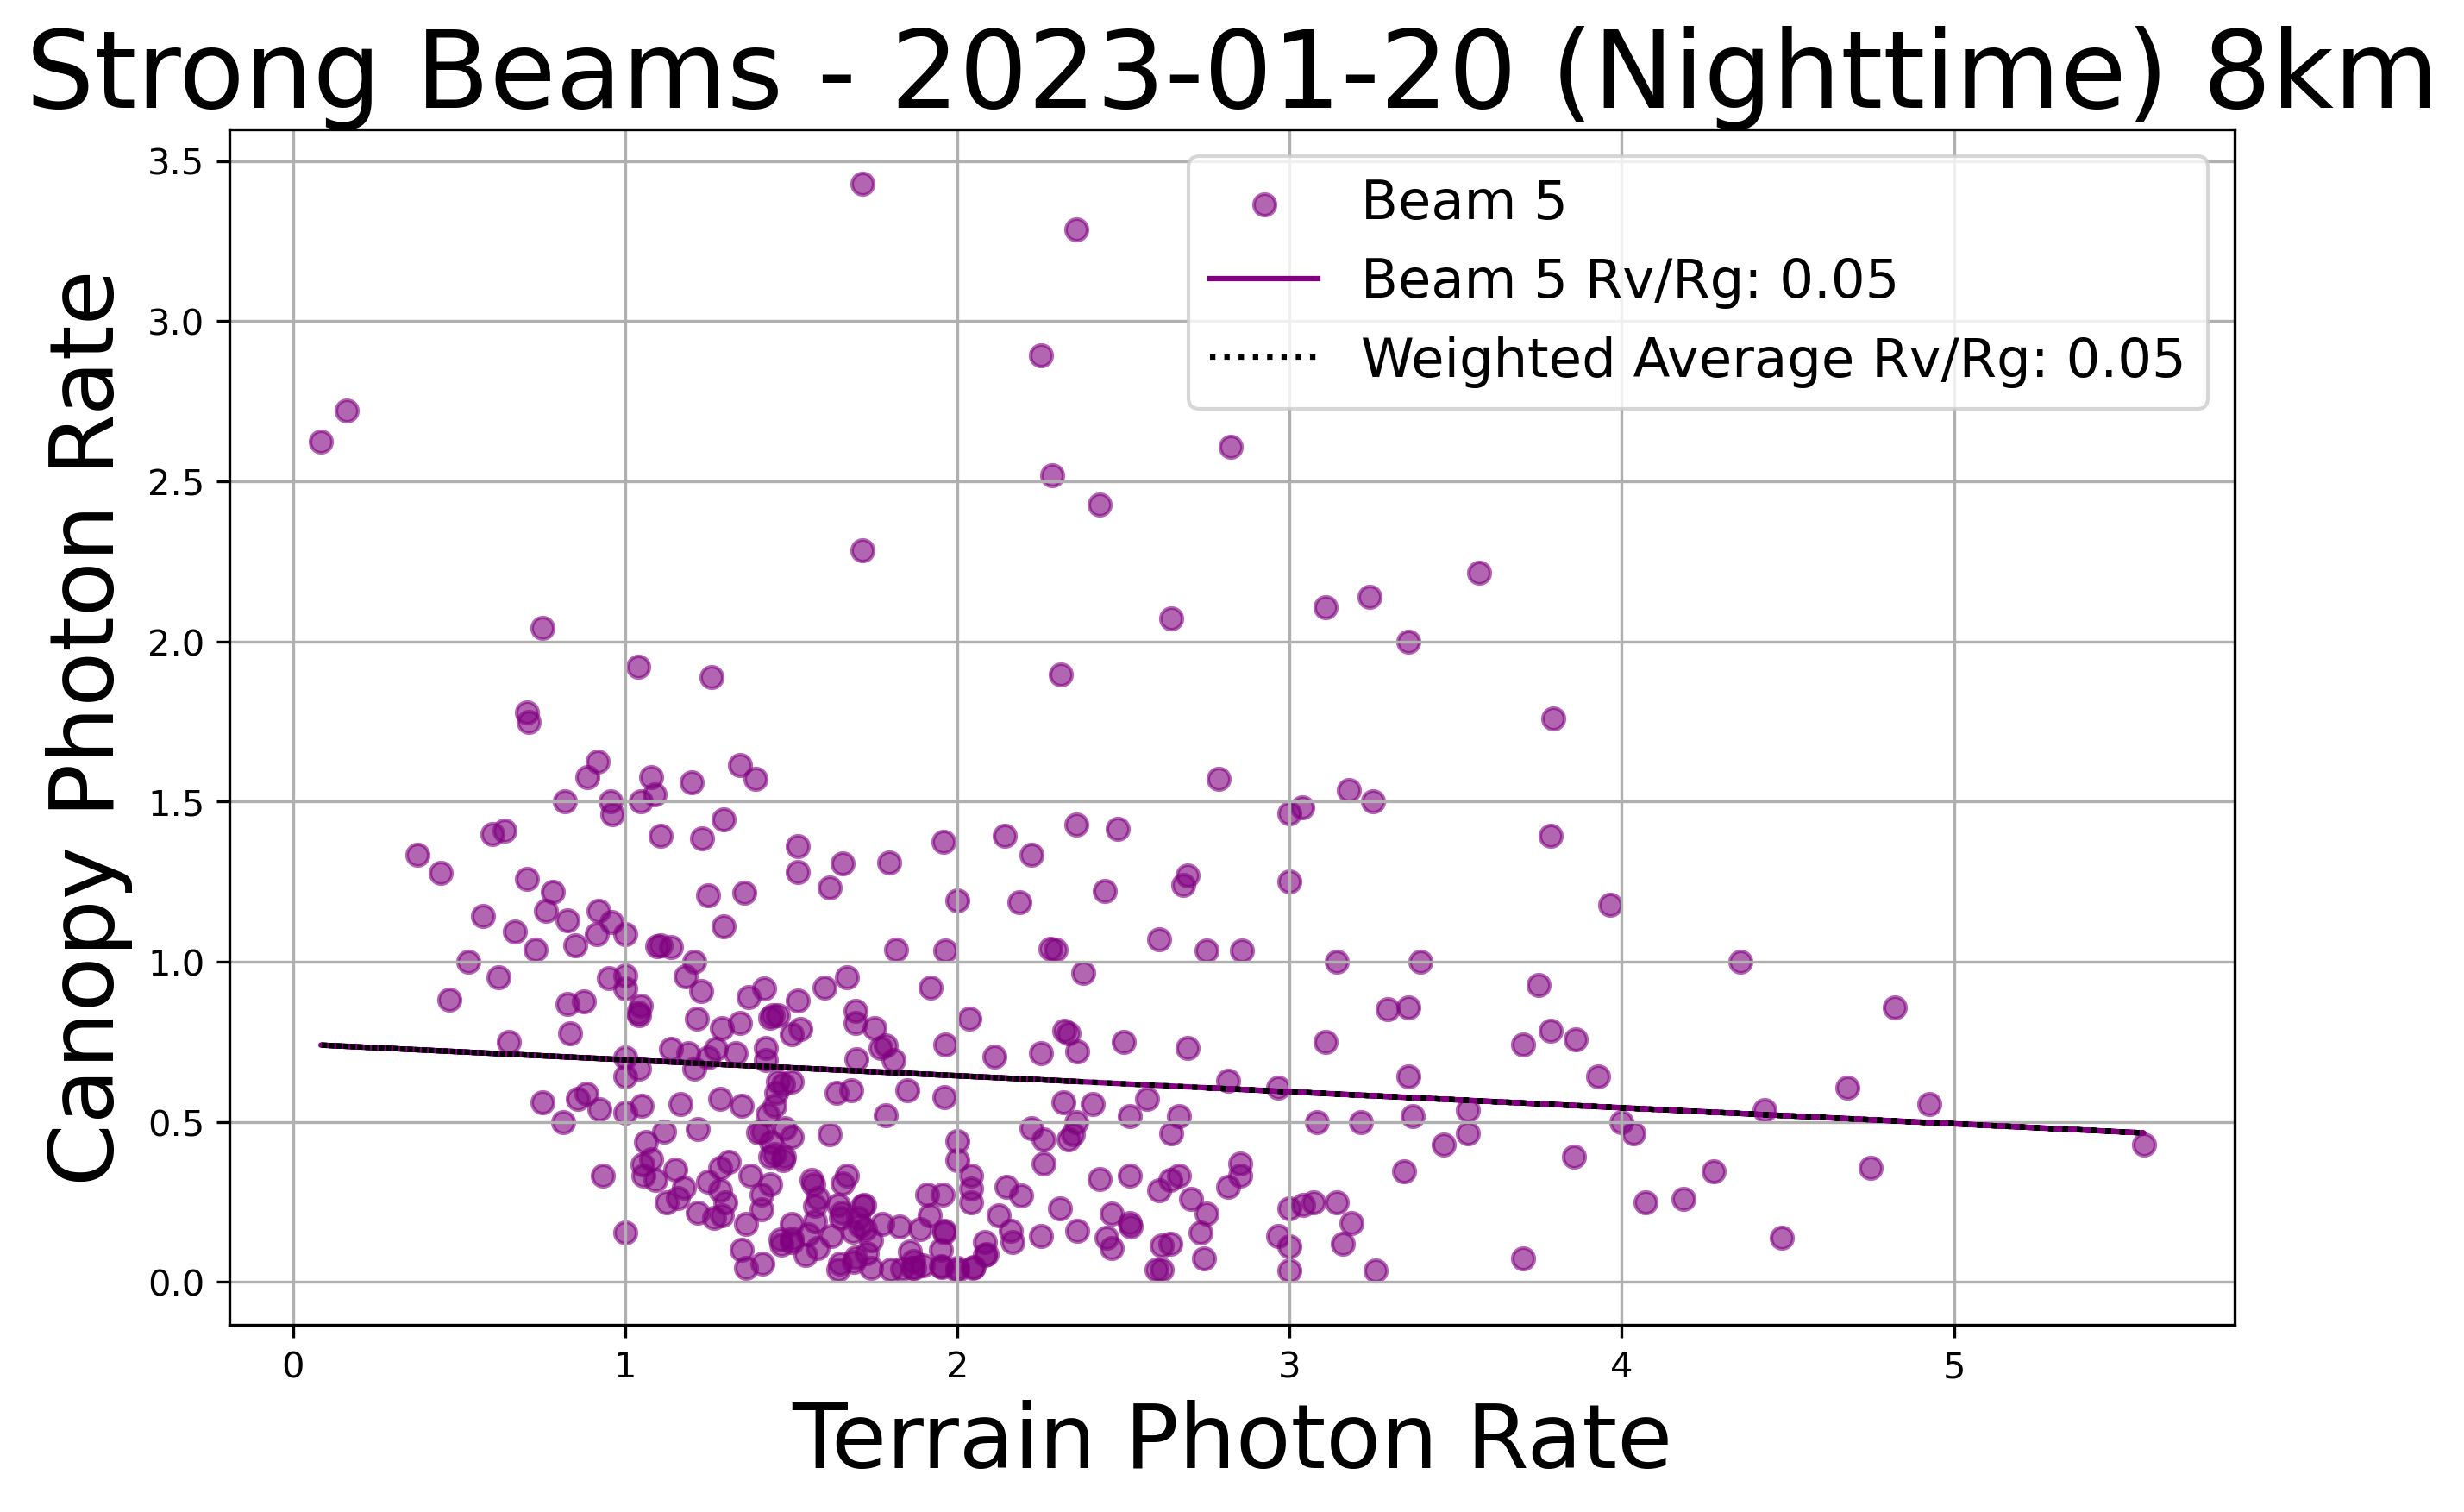 Strong Beams - 2023-01-20 (Nighttime) 8km
Beam 5
Beam 5 Rv/Rg: 0.05
Weighted Average Rv/Rg: 0.05
Canopy Photon Rate
3.5
3.0
2.5
2.0
1.5
1.0
0.5
0.0
0 1 2 3 4 5
Terrain Photon Rate